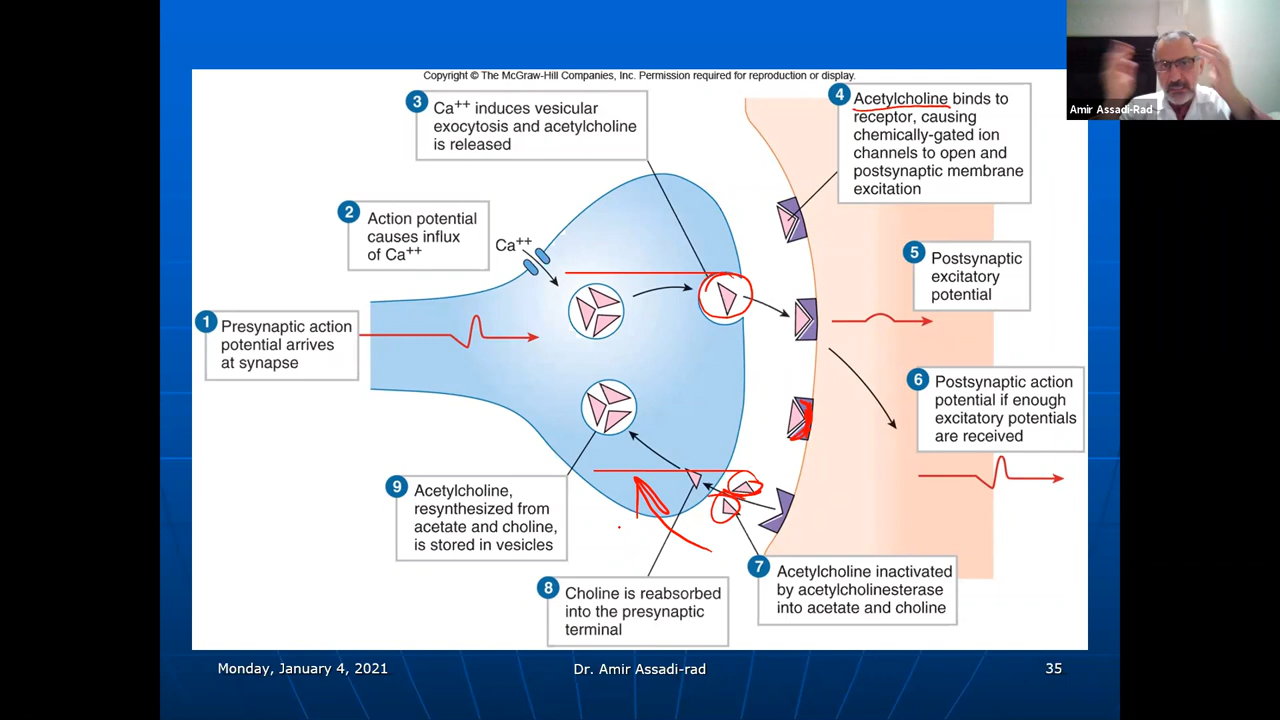 Copyright © The McGraw-Hill Companies, Inc. Permission required for reproduction or display.
Amir Assadi-Rad
3
Ca++ induces vesicular
exocytosis and acetylcholine
is released
4
Acetylcholine binds to
receptor, causing
chemically-gated ion
channels to open and
postsynaptic membrane
excitation
2
Action potential
causes influx
of Ca++
Ca++
5
Postsynaptic
excitatory
potential
1
Presynaptic action
potential arrives
at synapse
6
Postsynaptic action
potential if enough
excitatory potentials
are received
9
Acetylcholine,
resynthesized from
acetate and choline,
is stored in vesicles
7
Acetylcholine inactivated
by acetylcholinesterase
into acetate and choline
8
Choline is reabsorbed
into the presynaptic
terminal
Monday, January 4, 2021
Dr. Amir Assadi-rad
35